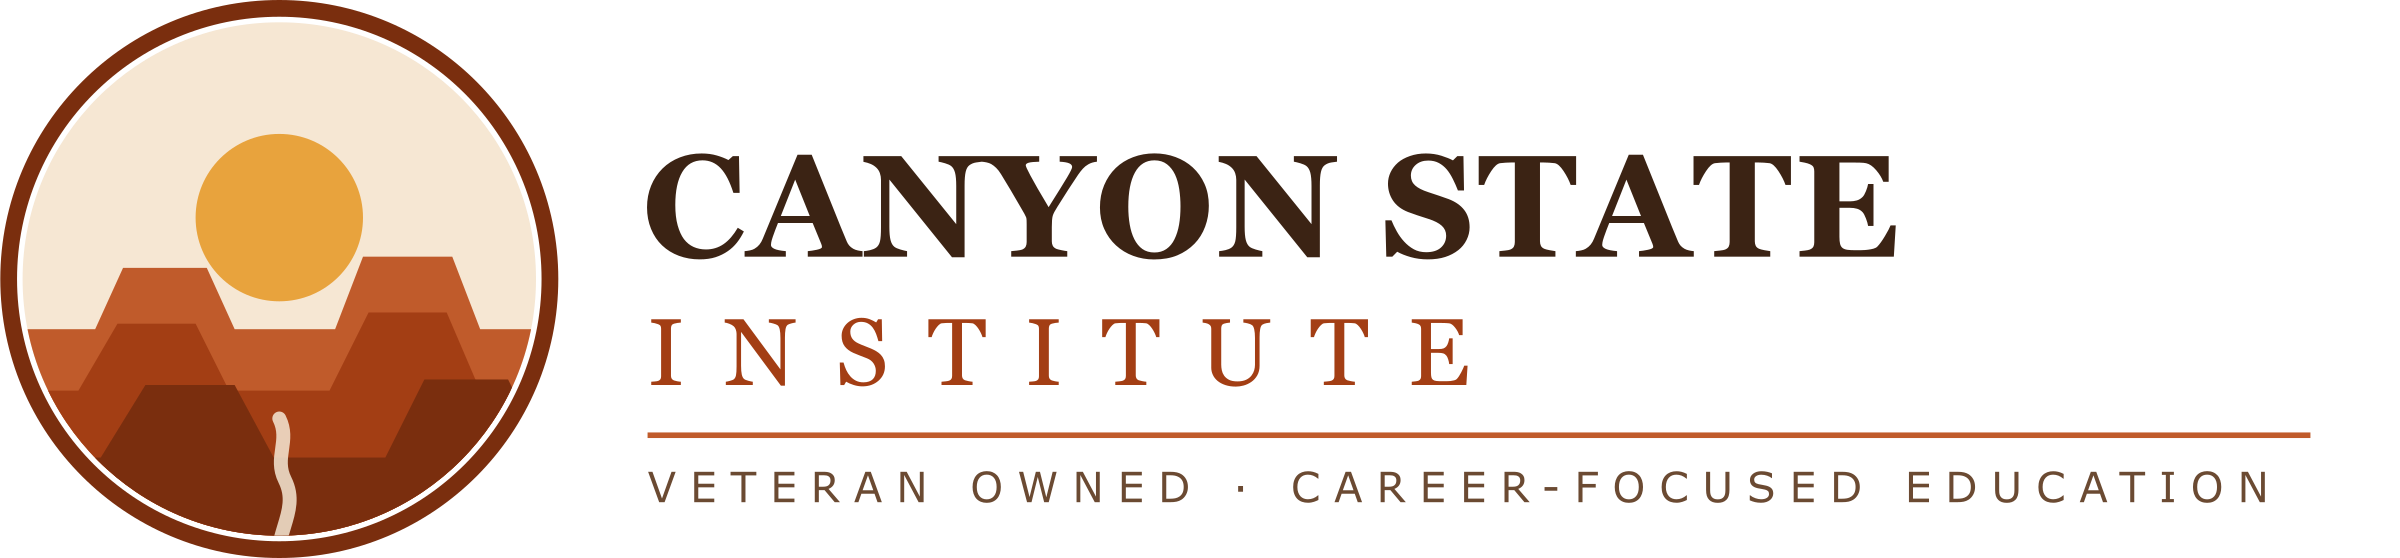 CANYON STATE
INSTITUTE
VETERAN OWNED · CAREER-FOCUSED EDUCATION